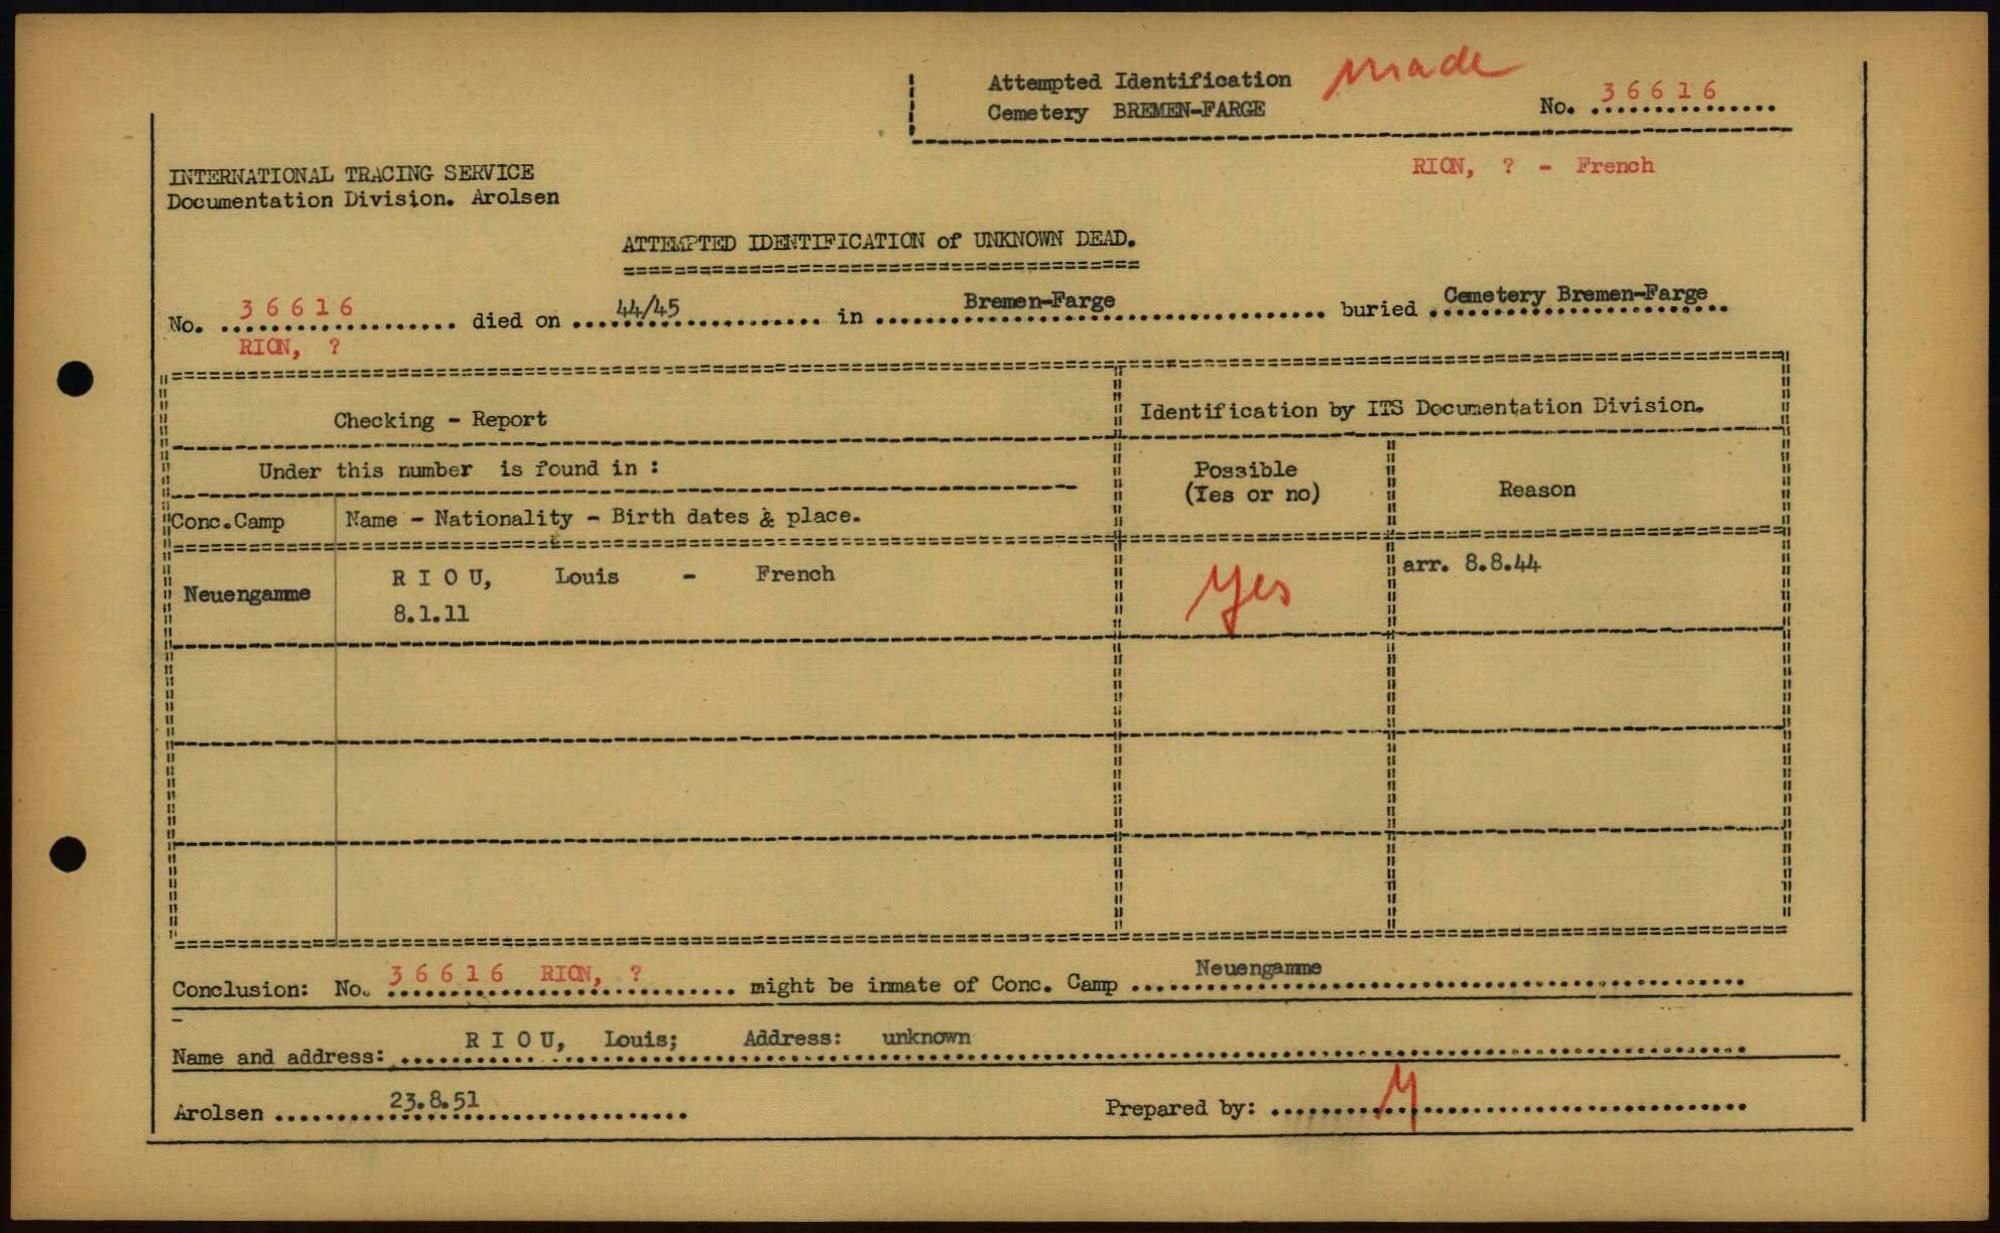 Attempted Identification made
Cemetery BREMEN-FARGE No. 36616
RION, ? - French
INTERNATIONAL TRACING SERVICE
Documentation Division. Arolsen
ATTEMPTED IDENTIFICATION of UNKNOWN DEAD.
No. 36616 died on 44/45 in Bremen-Farge buried Cemetery Bremen-Farge
RION, ?
Checking - Report
Identification by ITS Documentation Division.
Under this number is found in :
Possible
(Yes or no)
Reason
Conc.Camp Name - Nationality - Birth dates & place.
Neuengamme R I O U, Louis - French
8.1.11
Yes
arr. 8.8.44
Conclusion: No. 36616 RION, ? might be inmate of Conc. Camp Neuengamme
Name and address: R I O U, Louis; Address: unknown
Arolsen 23.8.51 Prepared by: